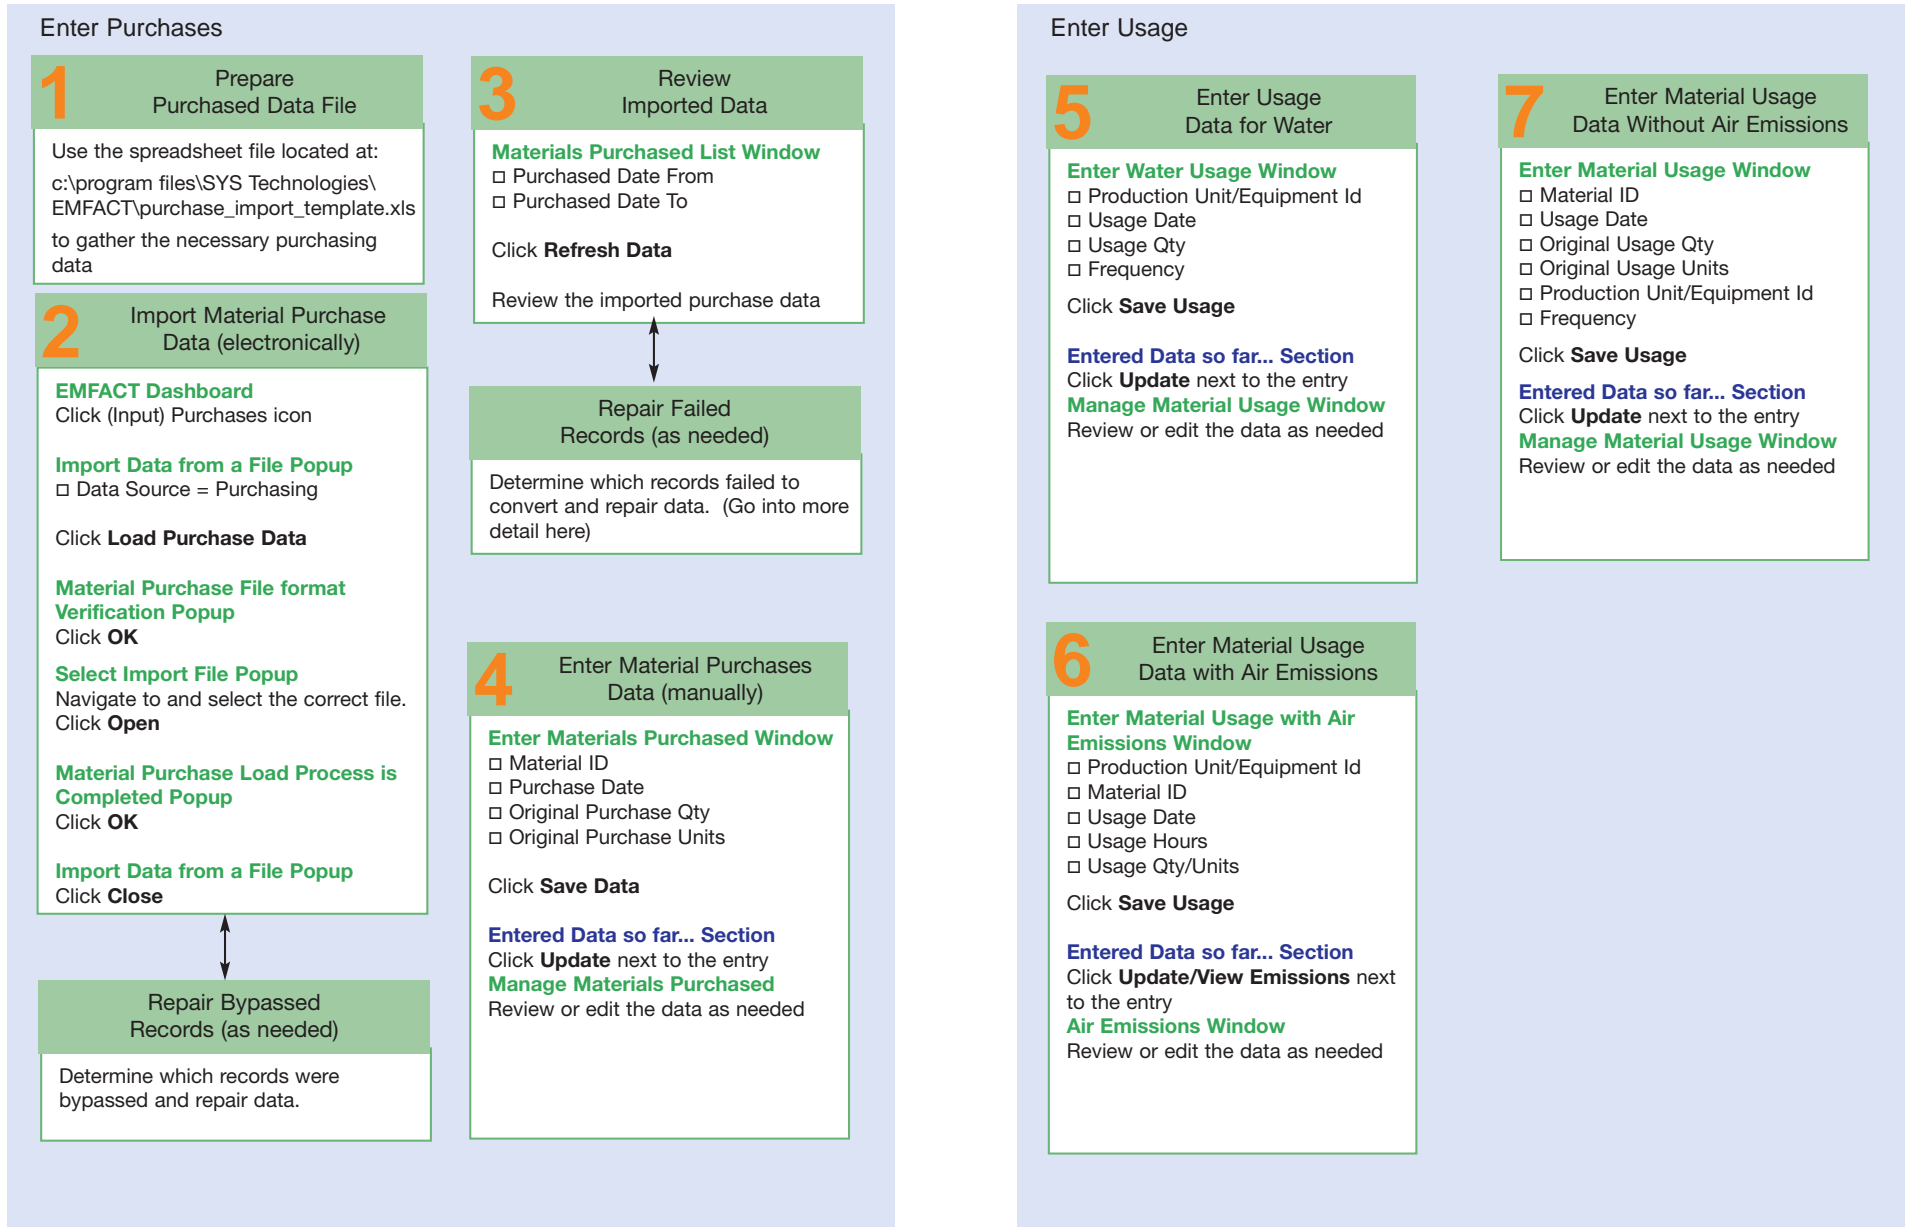 Enter Purchases
1
Prepare
Purchased Data File
Use the spreadsheet file located at:
c:\program files\SYS Technologies\
EMFACT\purchase_import_template.xls
to gather the necessary purchasing
data
2
Import Material Purchase
Data (electronically)
EMFACT Dashboard
Click (Input) Purchases icon
Import Data from a File Popup
□ Data Source = Purchasing
Click Load Purchase Data
Material Purchase File format
Verification Popup
Click OK
Select Import File Popup
Navigate to and select the correct file.
Click Open
Material Purchase Load Process is
Completed Popup
Click OK
Import Data from a File Popup
Click Close
Repair Bypassed
Records (as needed)
Determine which records were
bypassed and repair data.
3
Review
Imported Data
Materials Purchased List Window
□ Purchased Date From
□ Purchased Date To
Click Refresh Data
Review the imported purchase data
Repair Failed
Records (as needed)
Determine which records failed to
convert and repair data.  (Go into more
detail here)
4
Enter Material Purchases
Data (manually)
Enter Materials Purchased Window
□ Material ID
□ Purchase Date
□ Original Purchase Qty
□ Original Purchase Units
Click Save Data
Entered Data so far... Section
Click Update next to the entry
Manage Materials Purchased
Review or edit the data as needed
Enter Usage
5
Enter Usage
Data for Water
Enter Water Usage Window
□ Production Unit/Equipment Id
□ Usage Date
□ Usage Qty
□ Frequency
Click Save Usage
Entered Data so far... Section
Click Update next to the entry
Manage Material Usage Window
Review or edit the data as needed
6
Enter Material Usage
Data with Air Emissions
Enter Material Usage with Air
Emissions Window
□ Production Unit/Equipment Id
□ Material ID
□ Usage Date
□ Usage Hours
□ Usage Qty/Units
Click Save Usage
Entered Data so far... Section
Click Update/View Emissions next
to the entry
Air Emissions Window
Review or edit the data as needed
7
Enter Material Usage
Data Without Air Emissions
Enter Material Usage Window
□ Material ID
□ Usage Date
□ Original Usage Qty
□ Original Usage Units
□ Production Unit/Equipment Id
□ Frequency
Click Save Usage
Entered Data so far... Section
Click Update next to the entry
Manage Material Usage Window
Review or edit the data as needed